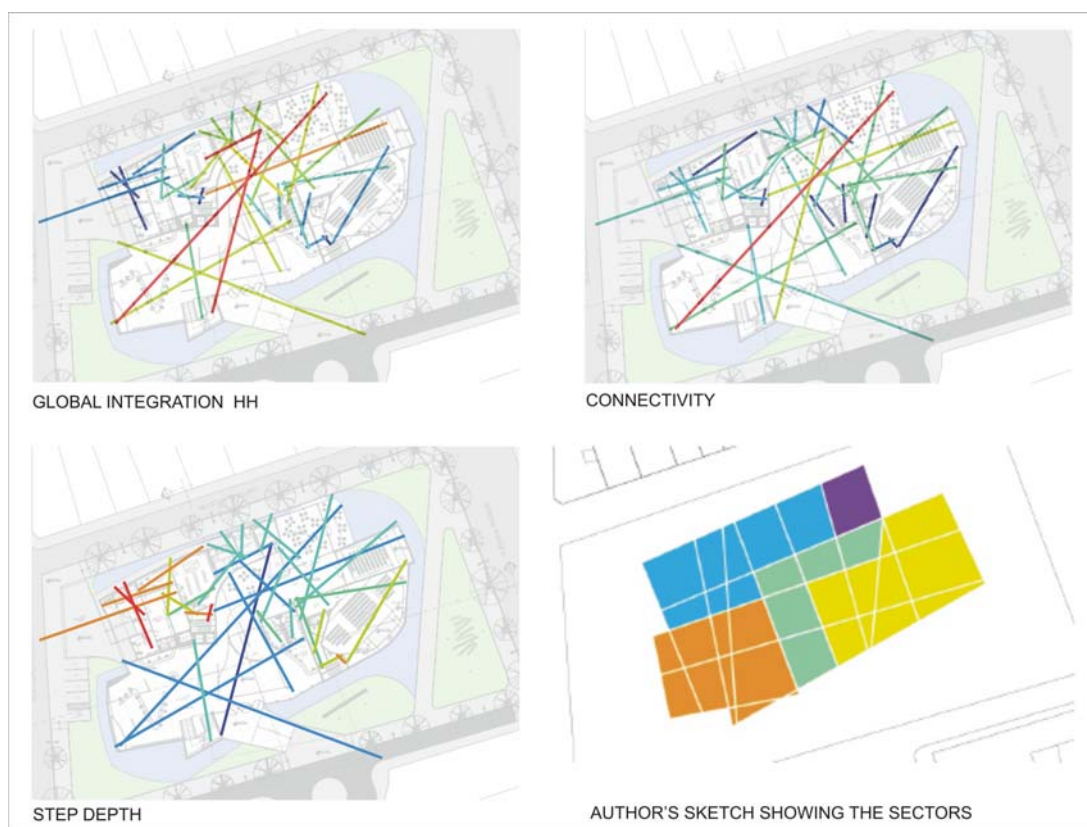 GLOBAL INTEGRATION HH
CONNECTIVITY
STEP DEPTH
AUTHOR'S SKETCH SHOWING THE SECTORS